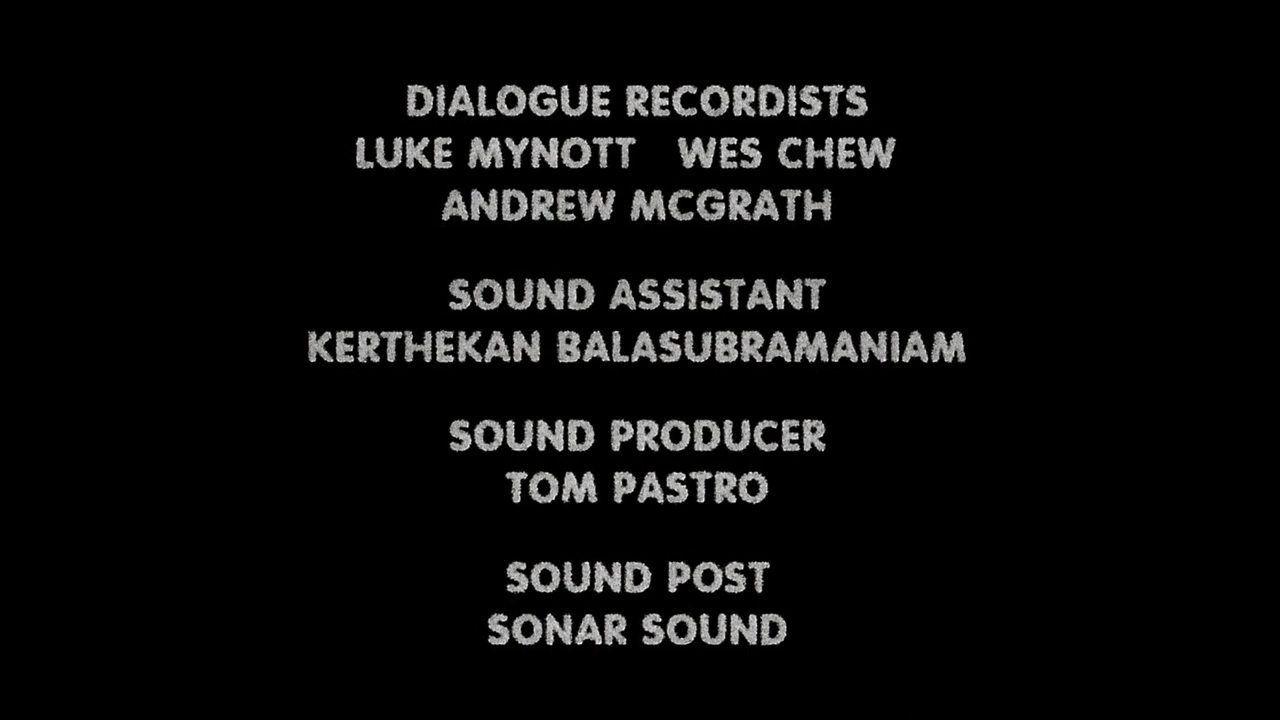 DIALOGUE RECORDISTS
LUKE MYNOTT WES CHEW
ANDREW MCGRATH
SOUND ASSISTANT
KERTHEKAN BALASUBRAMANIAM
SOUND PRODUCER
TOM PASTRO
SOUND POST
SONAR SOUND